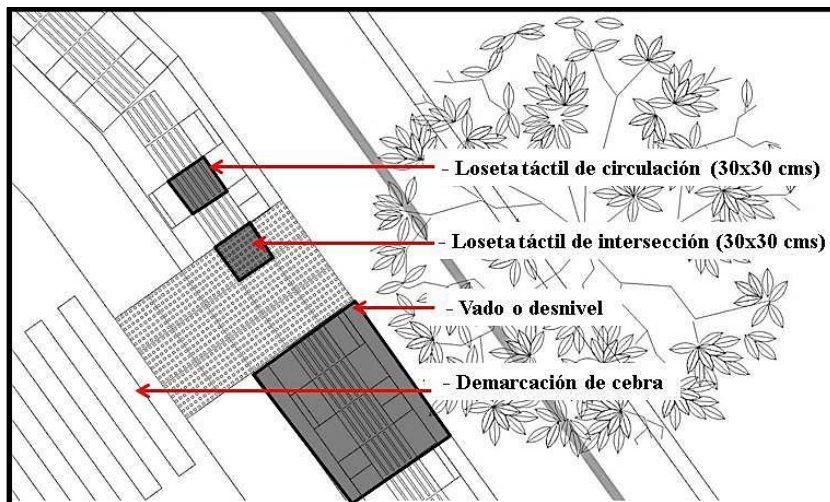 - Loseta táctil de circulación (30x30 cms)
- Loseta táctil de intersección (30x30 cms)
- Vado o desnivel
- Demarcación de cebra